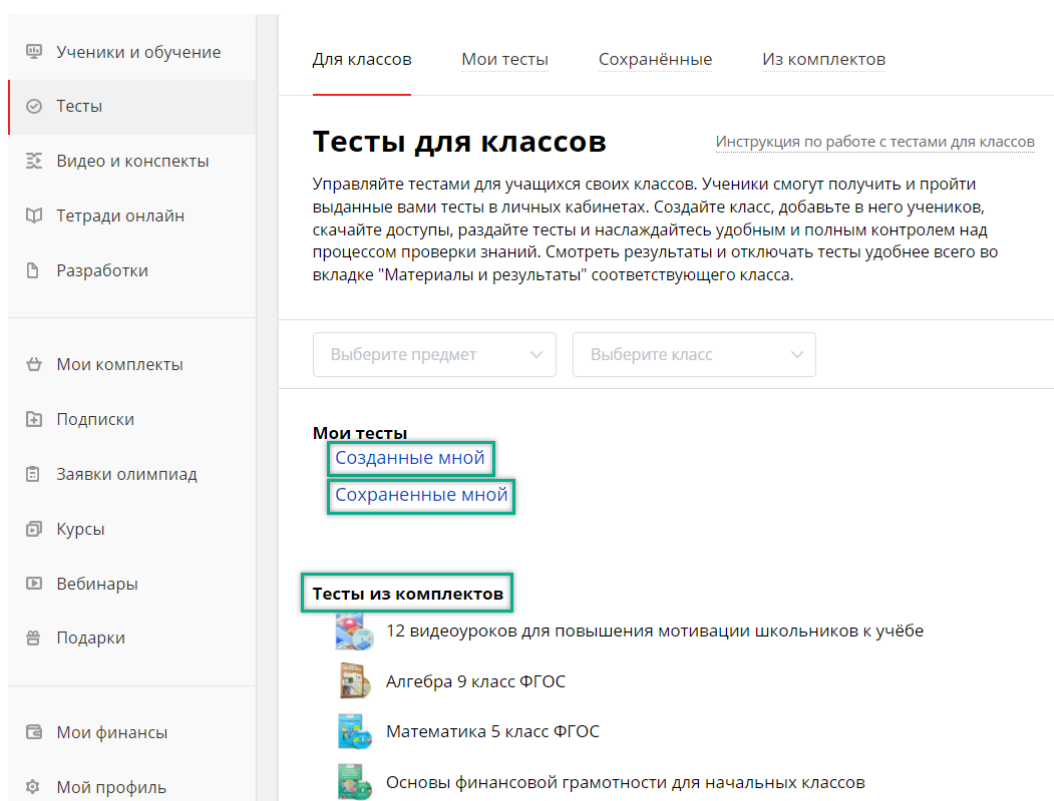 Ученики и обучение
Тесты
Видео и конспекты
Тетради онлайн
Разработки
Мои комплекты
Подписки
Заявки олимпиад
Курсы
Вебинары
Подарки
Мои финансы
Мой профиль
Для классов
Мои тесты
Сохранённые
Из комплектов
Тесты для классов
Инструкция по работе с тестами для классов
Управляйте тестами для учащихся своих классов. Ученики смогут получить и пройти
выданные вами тесты в личных кабинетах. Создайте класс, добавьте в него учеников,
скачайте доступы, раздайте тесты и наслаждайтесь удобным и полным контролем над
процессом проверки знаний. Смотреть результаты и отключать тесты удобнее всего во
вкладке "Материалы и результаты" соответствующего класса.
Выберите предмет
Выберите класс
Мои тесты
Созданные мной
Сохраненные мной
Тесты из комплектов
12 видеоуроков для повышения мотивации школьников к учёбе
Алгебра 9 класс ФГОС
Математика 5 класс ФГОС
Основы финансовой грамотности для начальных классов